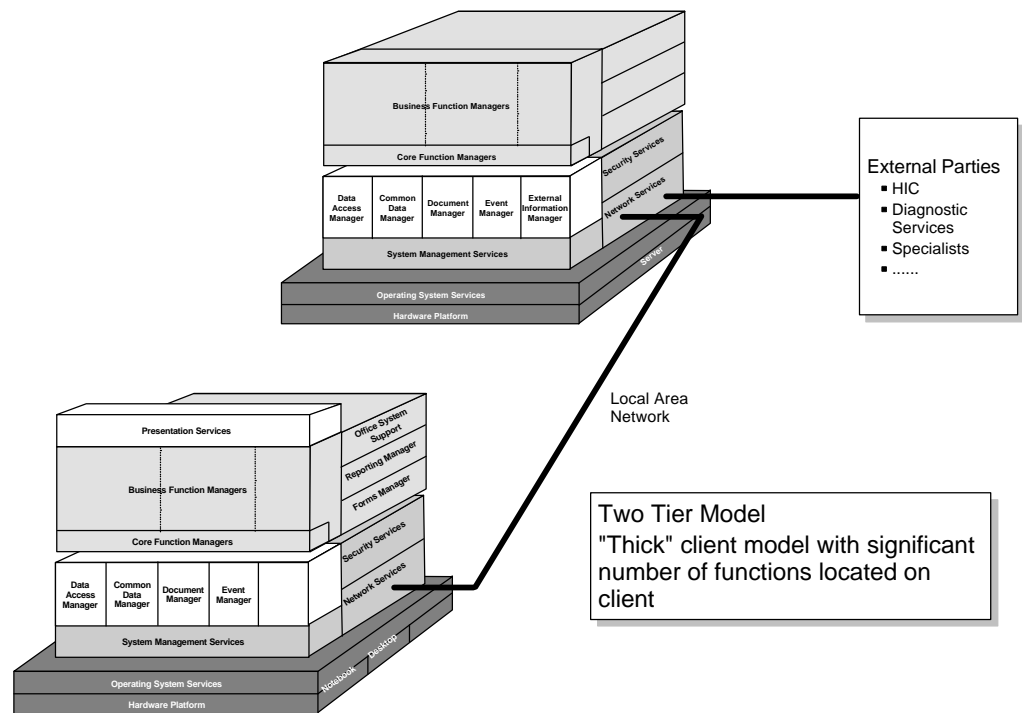 Business Function Managers
Core Function Managers
Data
Access
Manager
Common
Data
Manager
Document
Manager
Event
Manager
External
Information
Manager
Security Services
Network Services
System Management Services
Server
Operating System Services
Hardware Platform
External Parties
▪ HIC
▪ Diagnostic
Services
▪ Specialists
▪ ......
Local Area
Network
Presentation Services
Office System
Support
Reporting Manager
Forms Manager
Business Function Managers
Core Function Managers
Data
Access
Manager
Common
Data
Manager
Document
Manager
Event
Manager
Security Services
Network Services
System Management Services
Notebook
Desktop
Operating System Services
Hardware Platform
Two Tier Model
"Thick" client model with significant
number of functions located on
client